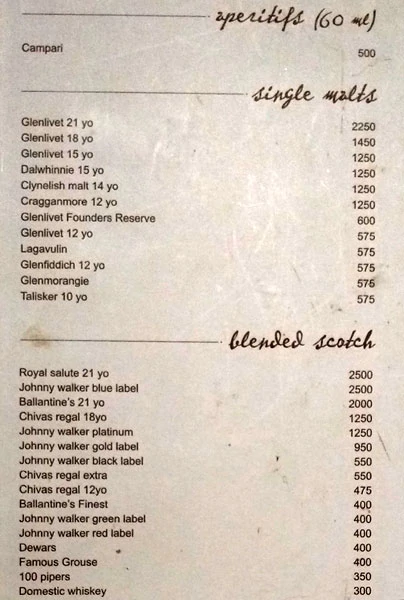 aperitifs (60 ml)
Campari 500
single malts
Glenlivet 21 yo 2250
Glenlivet 18 yo 1450
Glenlivet 15 yo 1250
Dalwhinnie 15 yo 1250
Clynelish malt 14 yo 1250
Cragganmore 12 yo 1250
Glenlivet Founders Reserve 600
Glenlivet 12 yo 575
Lagavulin 575
Glenfiddich 12 yo 575
Glenmorangie 575
Talisker 10 yo 575
blended scotch
Royal salute 21 yo 2500
Johnny walker blue label 2500
Ballantine's 21 yo 2000
Chivas regal 18yo 1250
Johnny walker platinum 1250
Johnny walker gold label 950
Johnny walker black label 550
Chivas regal extra 550
Chivas regal 12yo 475
Ballantine's Finest 400
Johnny walker green label 400
Johnny walker red label 400
Dewars 400
Famous Grouse 400
100 pipers 350
Domestic whiskey 300